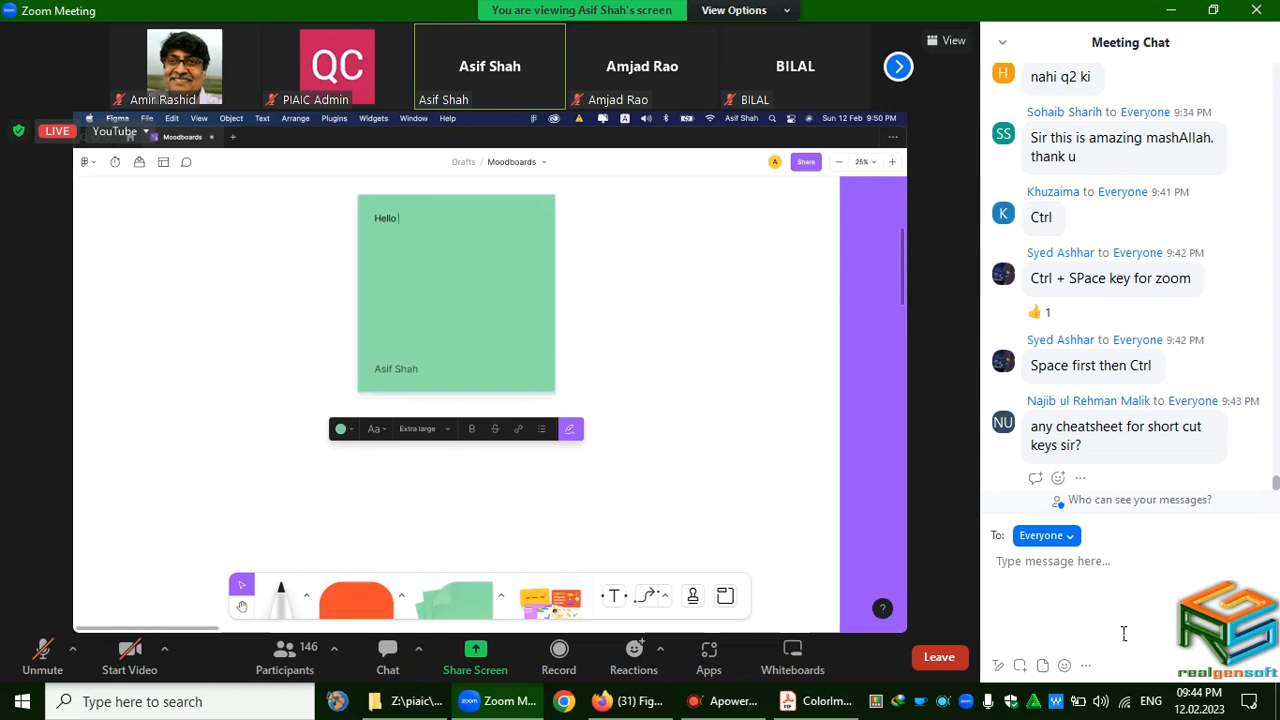 Zoom Meeting
You are viewing Asif Shah's screen
View Options
Amir Rashid
QC
PIAIC Admin
Asif Shah
Asif Shah
Amjad Rao
Amjad Rao
BILAL
BILAL
View
Figma File Edit View Object Text Arrange Plugins Widgets Window Help
A
Asif Shah
Sun 12 Feb 9:50 PM
LIVE
YouTube
Moodboards
Drafts / Moodboards
A
Share
25%
Hello
Asif Shah
Aa
Extra large
B
S
T
?
Meeting Chat
H
nahi q2 ki
Sohaib Sharih to Everyone 9:34 PM
SS
Sir this is amazing mashAllah.
thank u
Khuzaima to Everyone 9:41 PM
K
Ctrl
Syed Ashhar to Everyone 9:42 PM
Ctrl + SPace key for zoom
1
Syed Ashhar to Everyone 9:42 PM
Space first then Ctrl
Najib ul Rehman Malik to Everyone 9:43 PM
NU
any cheatsheet for short cut
keys sir?
Who can see your messages?
To: Everyone
Type message here...
realgensoft
Unmute
Start Video
146
Participants
Chat
Share Screen
Record
Reactions
Apps
Whiteboards
Leave
Type here to search
Z:\piaic\...
Zoom M...
(31) Fig...
Apower...
ColorIm...
ENG
09:44 PM
12.02.2023